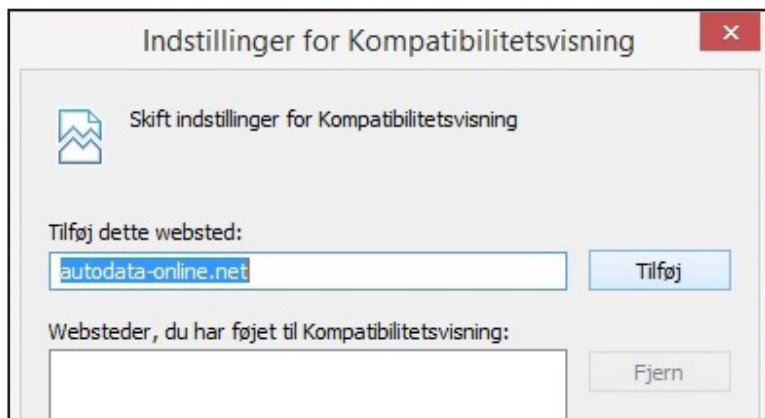 Indstillinger for Kompatibilitetsvisning
Skift indstillinger for Kompatibilitetsvisning
Tilføj dette websted:
autodata-online.net
Tilføj
Websteder, du har føjet til Kompatibilitetsvisning:
Fjern